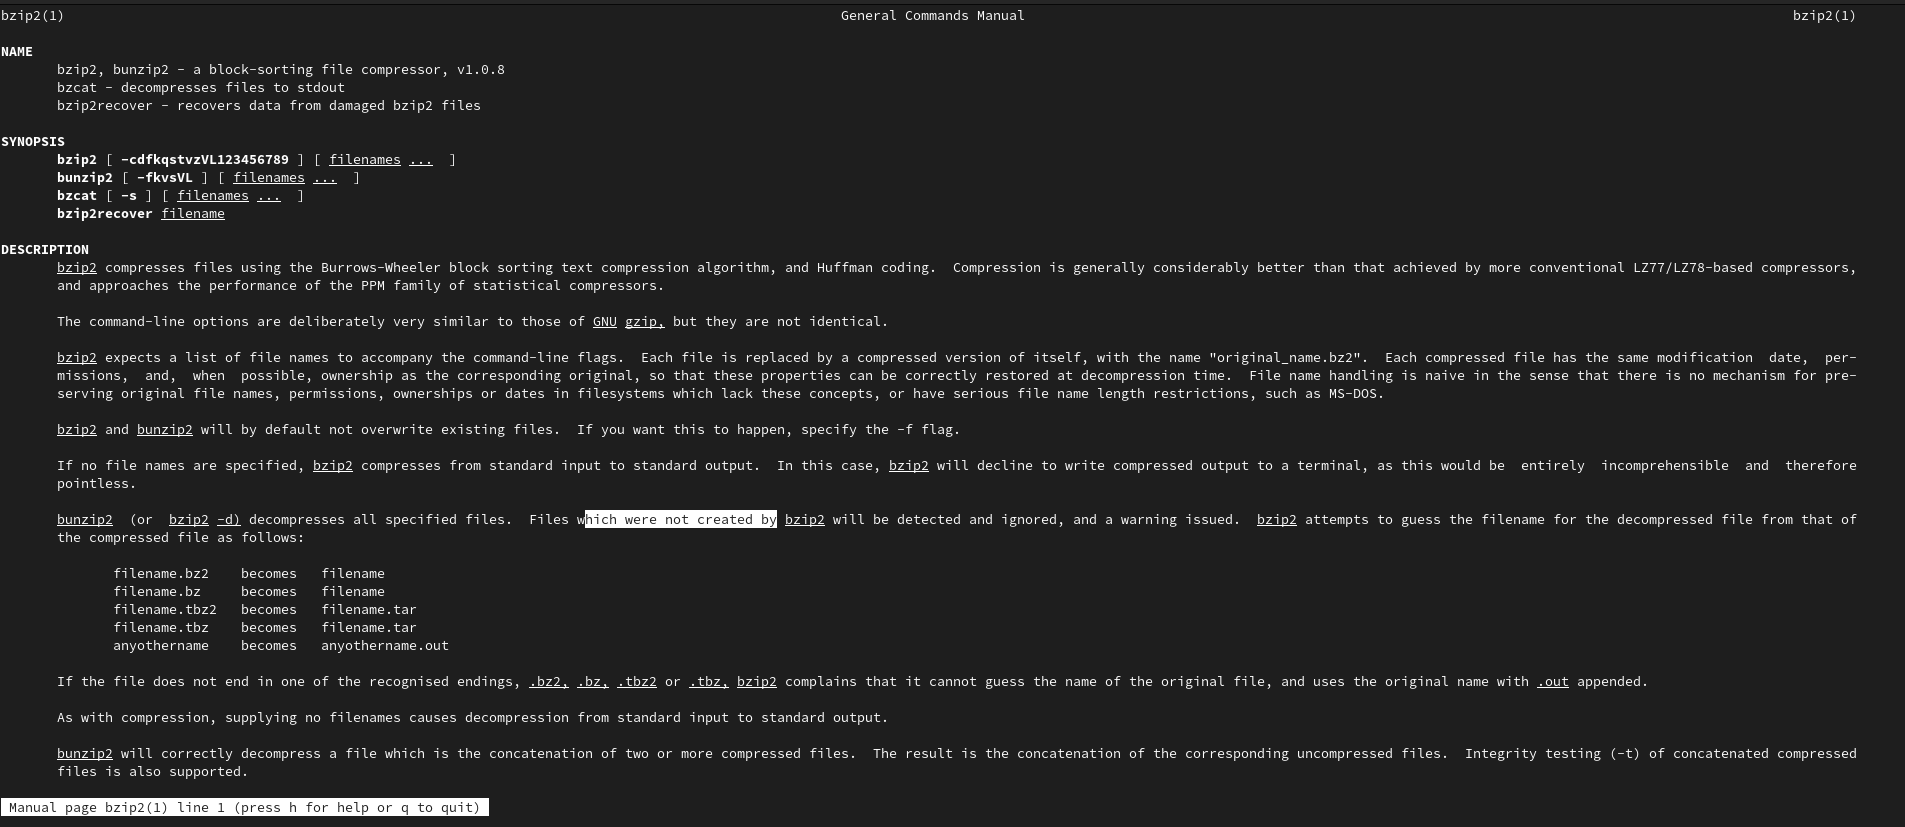 bzip2(1) General Commands Manual bzip2(1)
NAME
bzip2, bunzip2 - a block-sorting file compressor, v1.0.8
bzcat - decompresses files to stdout
bzip2recover - recovers data from damaged bzip2 files
SYNOPSIS
bzip2 [ -cdfkqstvzVL123456789 ] [ filenames ...  ]
bunzip2 [ -fkvsVL ] [ filenames ...  ]
bzcat [ -s ] [ filenames ...  ]
bzip2recover filename
DESCRIPTION
bzip2 compresses files using the Burrows-Wheeler block sorting text compression algorithm, and Huffman coding.  Compression is generally considerably better than that achieved by more conventional LZ77/LZ78-based compressors,
and approaches the performance of the PPM family of statistical compressors.
The command-line options are deliberately very similar to those of GNU gzip, but they are not identical.
bzip2 expects a list of file names to accompany the command-line flags.  Each file is replaced by a compressed version of itself, with the name "original_name.bz2".  Each compressed file has the same modification  date,  per-
missions,  and,  when  possible, ownership as the corresponding original, so that these properties can be correctly restored at decompression time.  File name handling is naive in the sense that there is no mechanism for pre-
serving original file names, permissions, ownerships or dates in filesystems which lack these concepts, or have serious file name length restrictions, such as MS-DOS.
bzip2 and bunzip2 will by default not overwrite existing files.  If you want this to happen, specify the -f flag.
If no file names are specified, bzip2 compresses from standard input to standard output.  In this case, bzip2 will decline to write compressed output to a terminal, as this would be  entirely  incomprehensible  and  therefore
pointless.
bunzip2  (or  bzip2 -d) decompresses all specified files.  Files which were not created by bzip2 will be detected and ignored, and a warning issued.  bzip2 attempts to guess the filename for the decompressed file from that of
the compressed file as follows:
filename.bz2    becomes   filename
filename.bz     becomes   filename
filename.tbz2   becomes   filename.tar
filename.tbz    becomes   filename.tar
anyothername    becomes   anyothername.out
If the file does not end in one of the recognised endings, .bz2, .bz, .tbz2 or .tbz, bzip2 complains that it cannot guess the name of the original file, and uses the original name with .out appended.
As with compression, supplying no filenames causes decompression from standard input to standard output.
bunzip2 will correctly decompress a file which is the concatenation of two or more compressed files.  The result is the concatenation of the corresponding uncompressed files.  Integrity testing (-t) of concatenated compressed
files is also supported.
Manual page bzip2(1) line 1 (press h for help or q to quit)